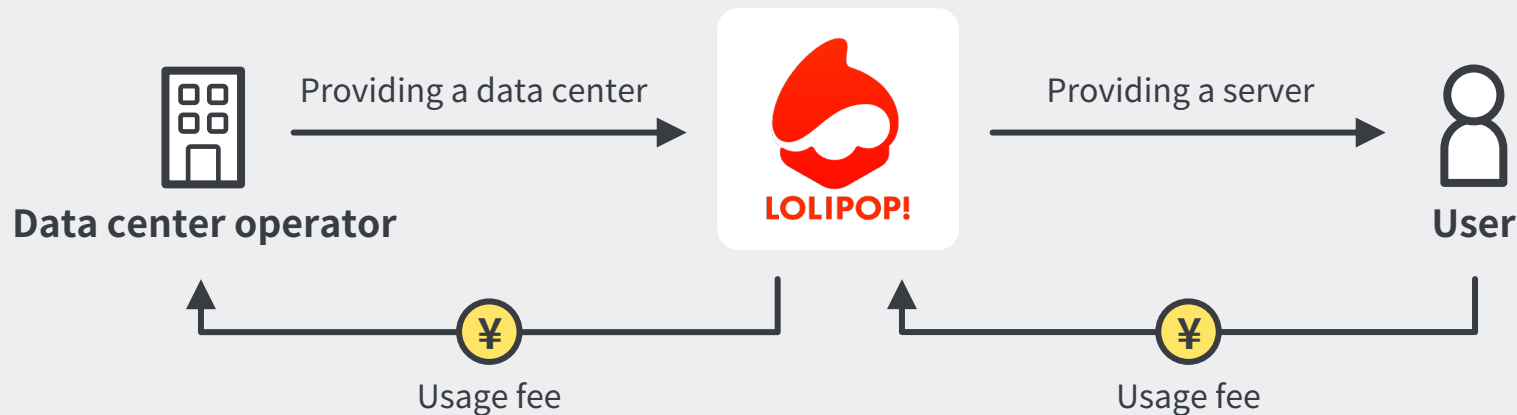 Providing a data center
Providing a server
LOLIPOP!
Data center operator
User
¥
¥
Usage fee
Usage fee